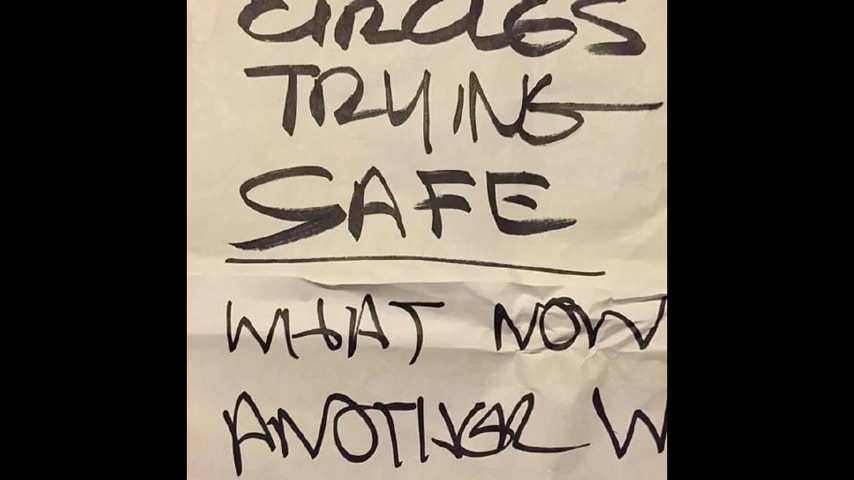 CIRCLES
TRYING
SAFE
WHAT NOW
ANOTHER W